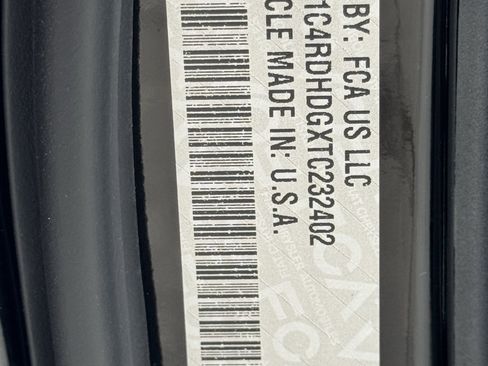 BY: FCA US LLC
1C4RDHDGXTC232402
CLE MADE IN: U.S.A.